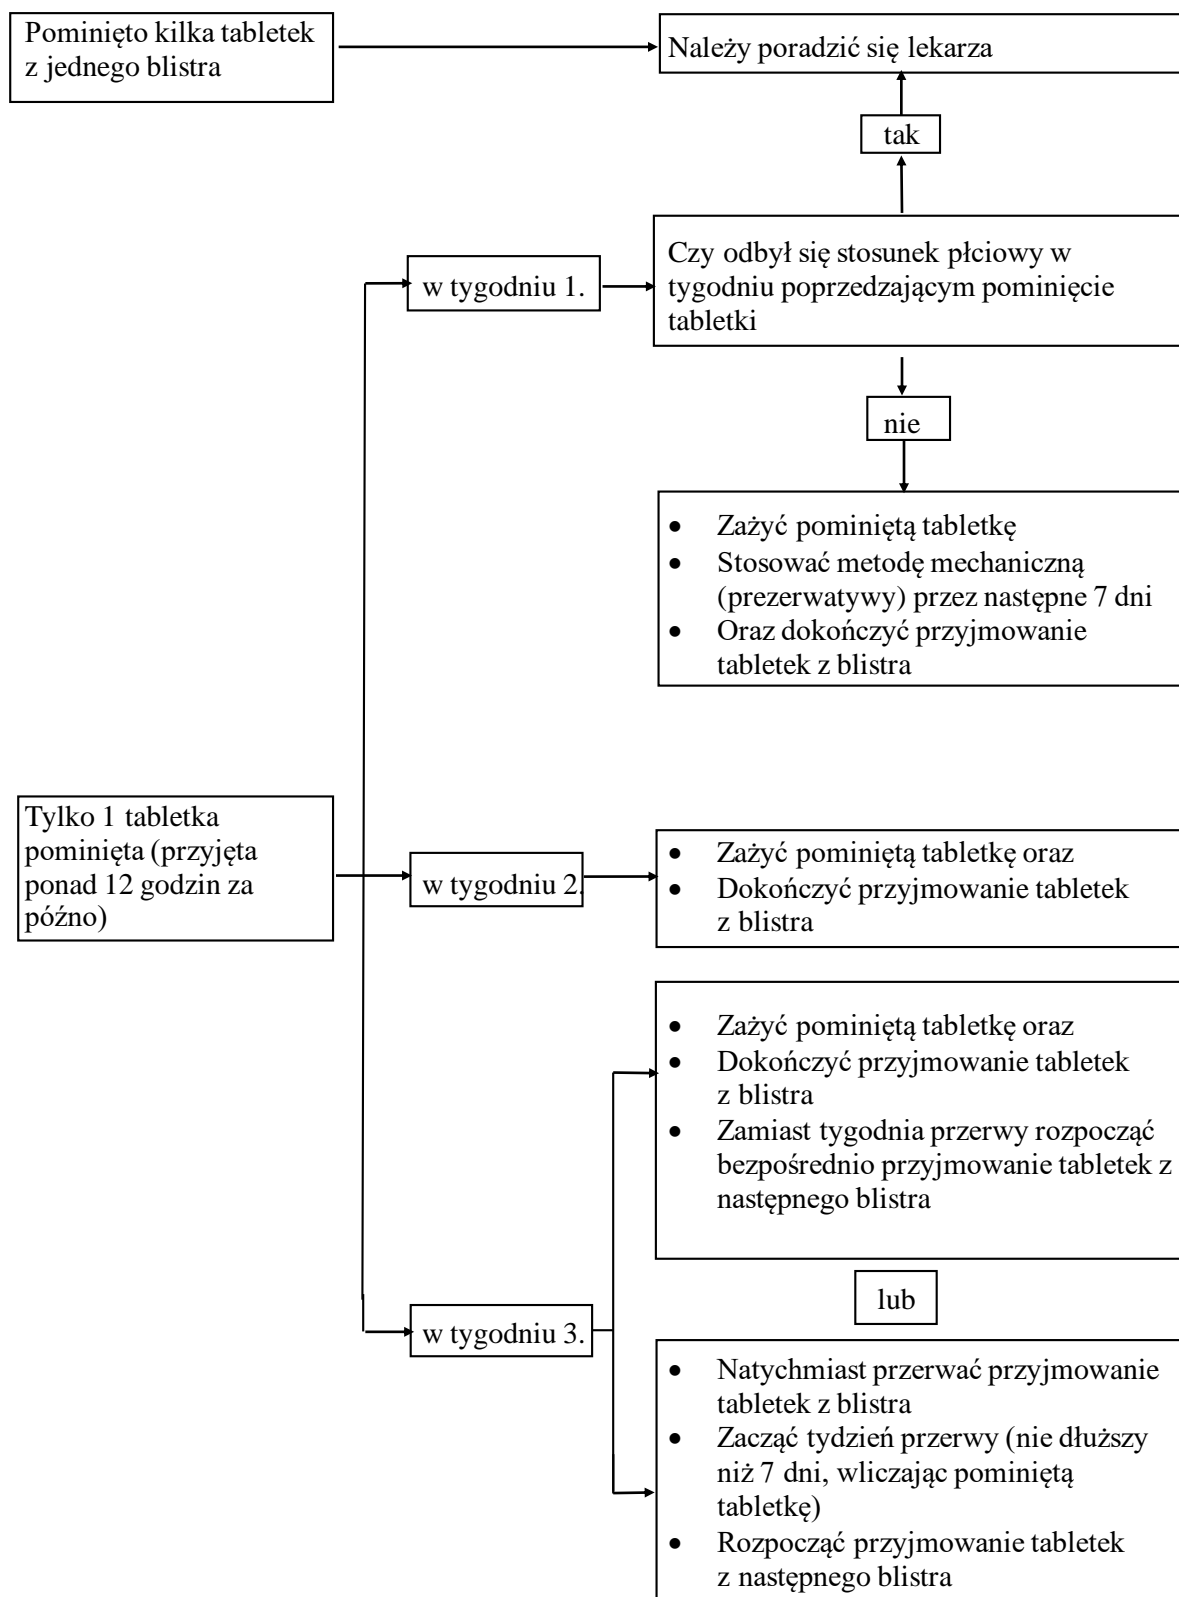 Pominięto kilka tabletek
z jednego blistra
Należy poradzić się lekarza
tak
Czy odbył się stosunek płciowy w
tygodniu poprzedzającym pominięcie
tabletki
w tygodniu 1.
nie
• Zażyć pominiętą tabletkę
• Stosować metodę mechaniczną
(prezerwatywy) przez następne 7 dni
• Oraz dokończyć przyjmowanie
tabletek z blistra
Tylko 1 tabletka
pominięta (przyjęta
ponad 12 godzin za
późno)
w tygodniu 2.
• Zażyć pominiętą tabletkę oraz
• Dokończyć przyjmowanie tabletek
z blistra
• Zażyć pominiętą tabletkę oraz
• Dokończyć przyjmowanie tabletek
z blistra
• Zamiast tygodnia przerwy rozpocząć
bezpośrednio przyjmowanie tabletek z
następnego blistra
lub
w tygodniu 3.
• Natychmiast przerwać przyjmowanie
tabletek z blistra
• Zacząć tydzień przerwy (nie dłuższy
niż 7 dni, wliczając pominiętą
tabletkę)
• Rozpocząć przyjmowanie tabletek
z następnego blistra